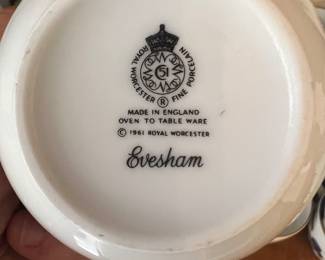 ROYAL WORCESTER
FINE PORCELAIN
51
®
MADE IN ENGLAND
OVEN TO TABLE WARE
© 1961 ROYAL WORCESTER
Evesham